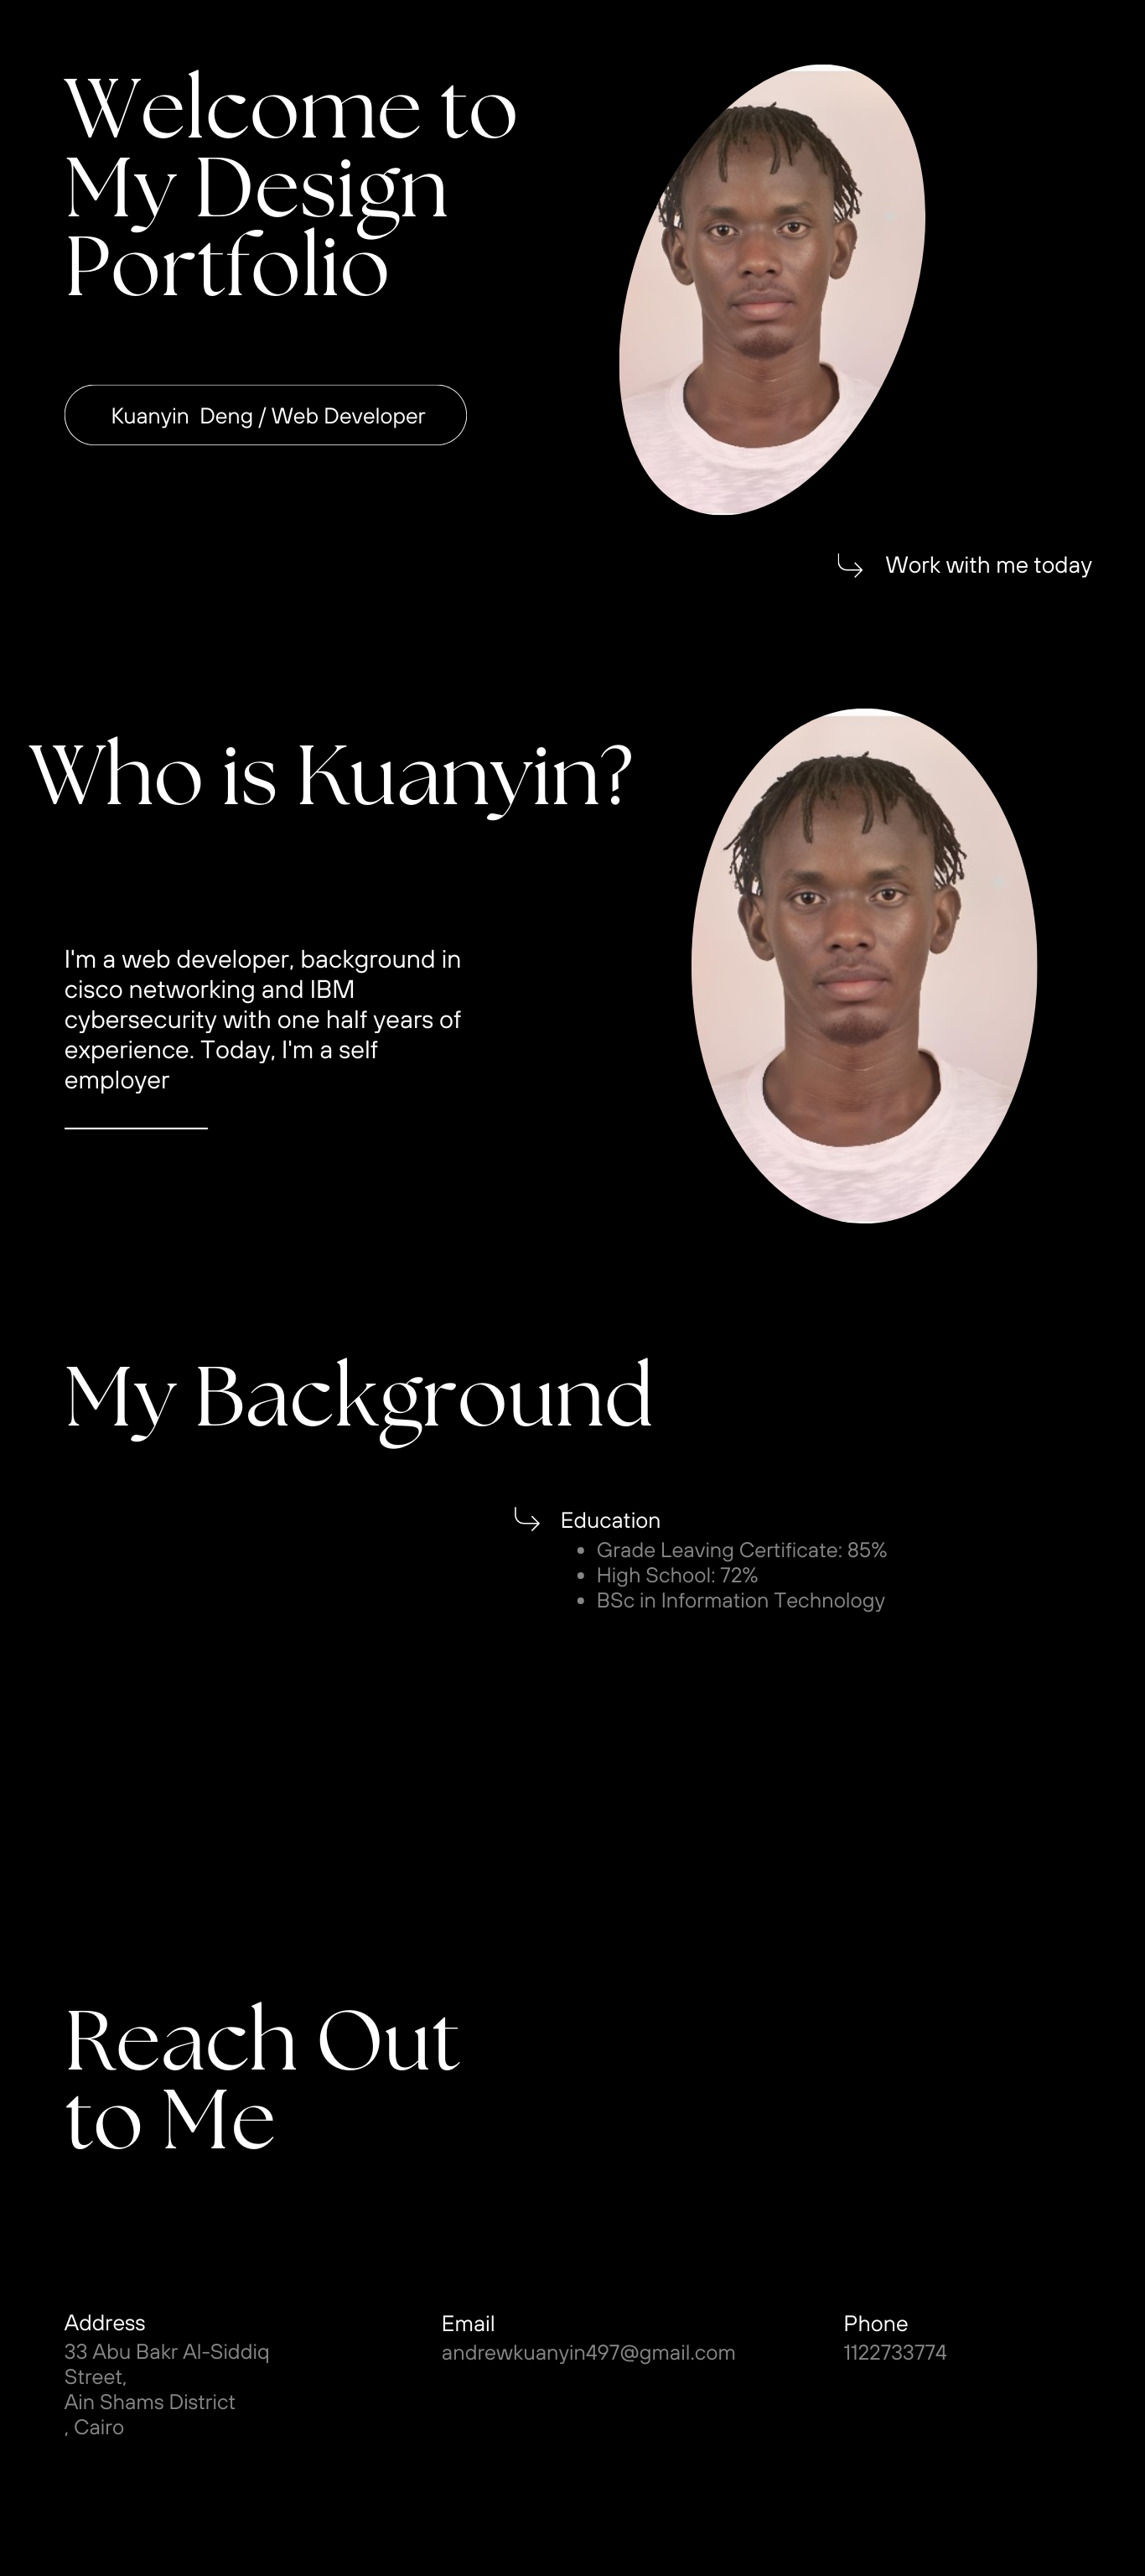 Welcome to
My Design
Portfolio
Kuanyin  Deng / Web Developer
Work with me today
Who is Kuanyin?
I'm a web developer, background in
cisco networking and IBM
cybersecurity with one half years of
experience. Today, I'm a self
employer
My Background
Education
• Grade Leaving Certificate: 85%
• High School: 72%
• BSc in Information Technology
Reach Out
to Me
Address
33 Abu Bakr Al-Siddiq
Street,
Ain Shams District
, Cairo
Email
andrewkuanyin497@gmail.com
Phone
1122733774